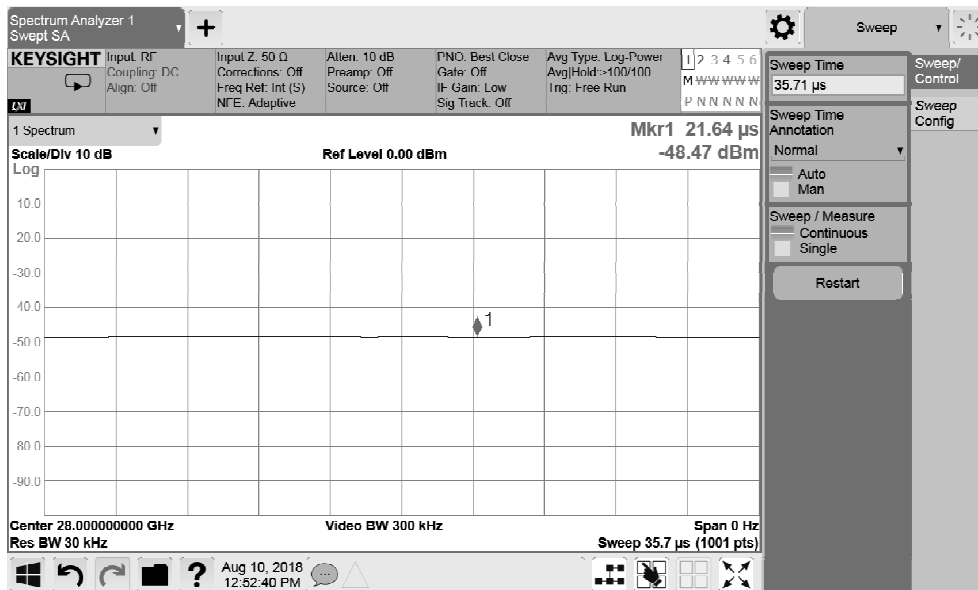 Spectrum Analyzer 1
Swept SA
+
Sweep
KEYSIGHT
Input: RF
Coupling: DC
Align: Off
Input Z: 50 Ω
Corrections: Off
Freq Ref: Int (S)
NFE: Adaptive
Atten: 10 dB
Preamp: Off
Source: Off
PNO: Best Close
Gate: Off
IF Gain: Low
Sig Track: Off
Avg Type: Log-Power
Avg|Hold:>100/100
Trig: Free Run
1 2 3 4 5 6
M W W W W W
P N N N N N
LXI
1 Spectrum
Scale/Div 10 dB
Ref Level 0.00 dBm
Mkr1 21.64 µs
-48.47 dBm
Log
10.0
20.0
-30.0
40.0
-50.0
-60.0
-70.0
80.0
-90.0
1
Center 28.000000000 GHz
Video BW 300 kHz
Span 0 Hz
Res BW 30 kHz
Sweep 35.7 µs (1001 pts)
Sweep Time
35.71 µs
Sweep Time
Annotation
Normal
Auto
Man
Sweep / Measure
Continuous
Single
Restart
Sweep/
Control
Sweep
Config
?
Aug 10, 2018
12:52:40 PM